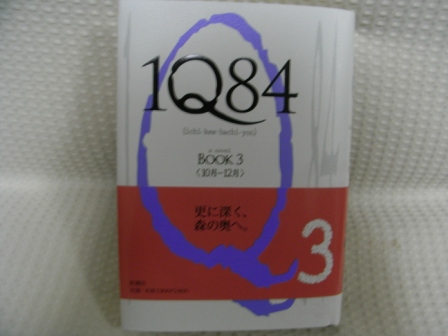 1Q84
a novel
BOOK 3
〈10月-12月〉
更に深く、
森の奥へ。
3